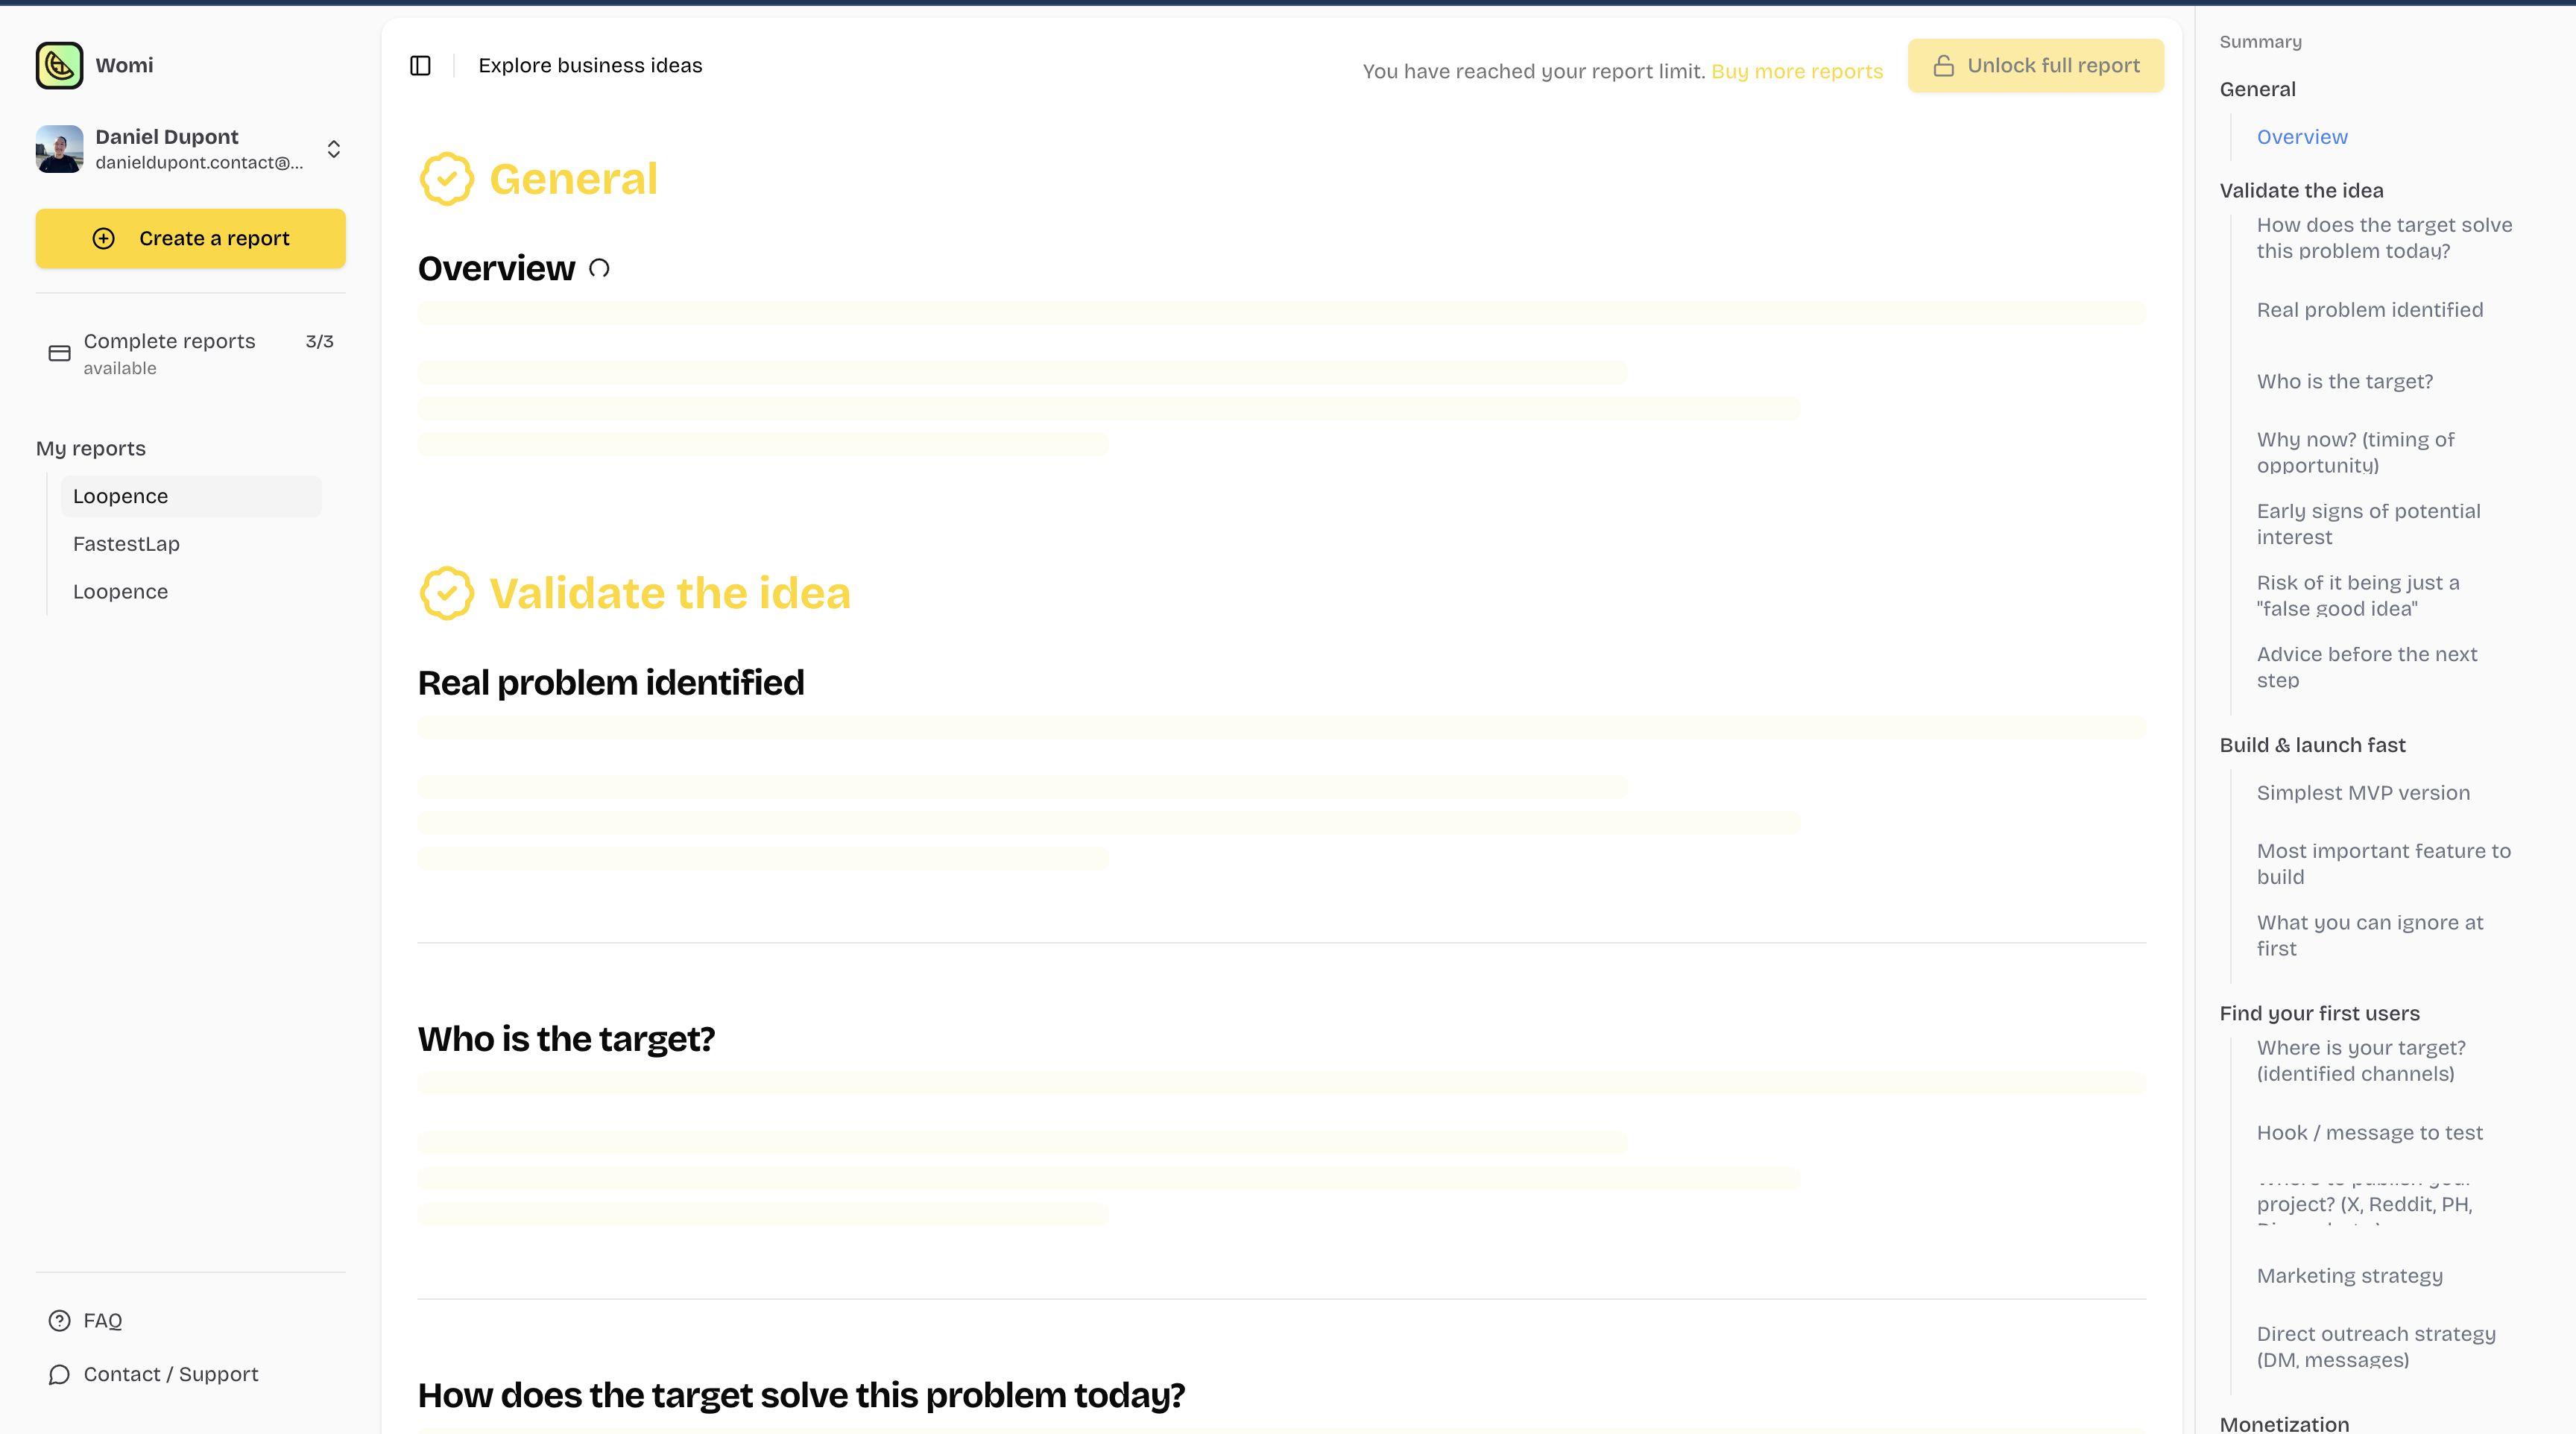 Womi
Daniel Dupont
danieldupont.contact@...
Create a report
Complete reports
3/3
available
My reports
Loopence
FastestLap
Loopence
FAQ
Contact / Support
Explore business ideas
You have reached your report limit. Buy more reports
Unlock full report
General
Overview
Validate the idea
Real problem identified
Who is the target?
How does the target solve this problem today?
Summary
General
Overview
Validate the idea
How does the target solve
this problem today?
Real problem identified
Who is the target?
Why now? (timing of
opportunity)
Early signs of potential
interest
Risk of it being just a
"false good idea"
Advice before the next
step
Build & launch fast
Simplest MVP version
Most important feature to
build
What you can ignore at
first
Find your first users
Where is your target?
(identified channels)
Hook / message to test
Where to publish your
project? (X, Reddit, PH,
Marketing strategy
Direct outreach strategy
(DM, messages)
Monetization